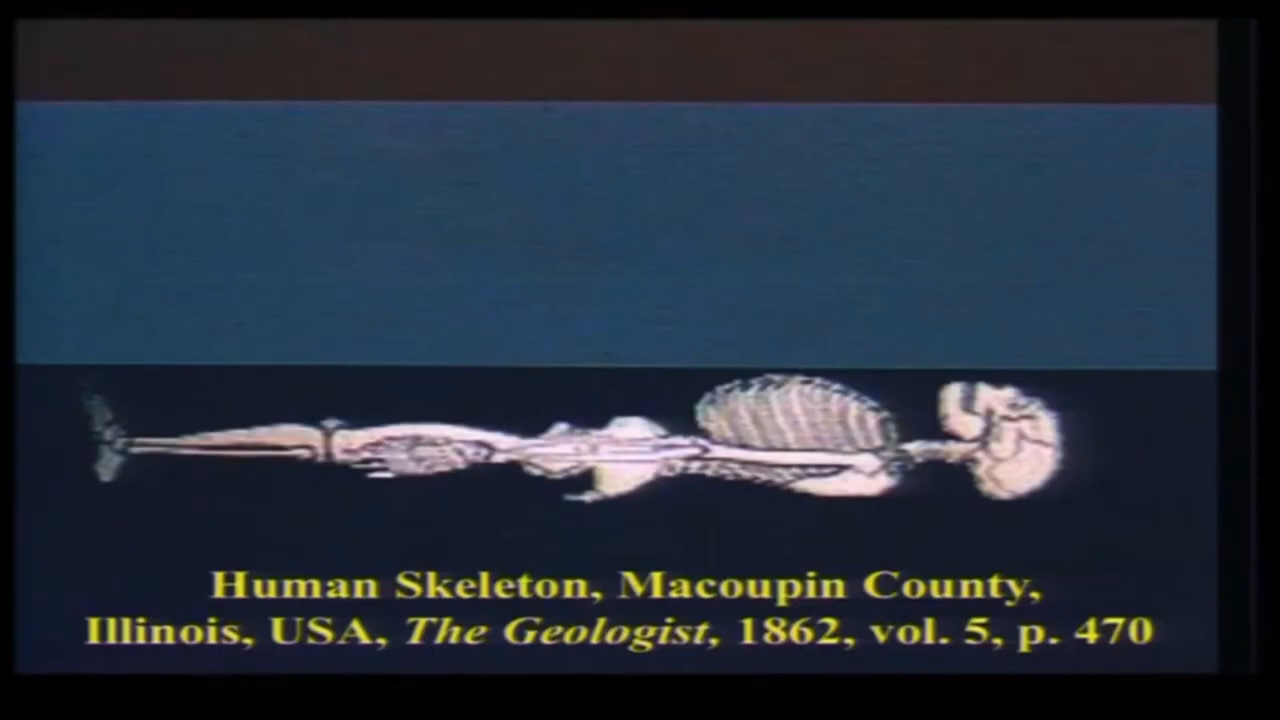 Human Skeleton, Macoupin County,
Illinois, USA, The Geologist, 1862, vol. 5, p. 470